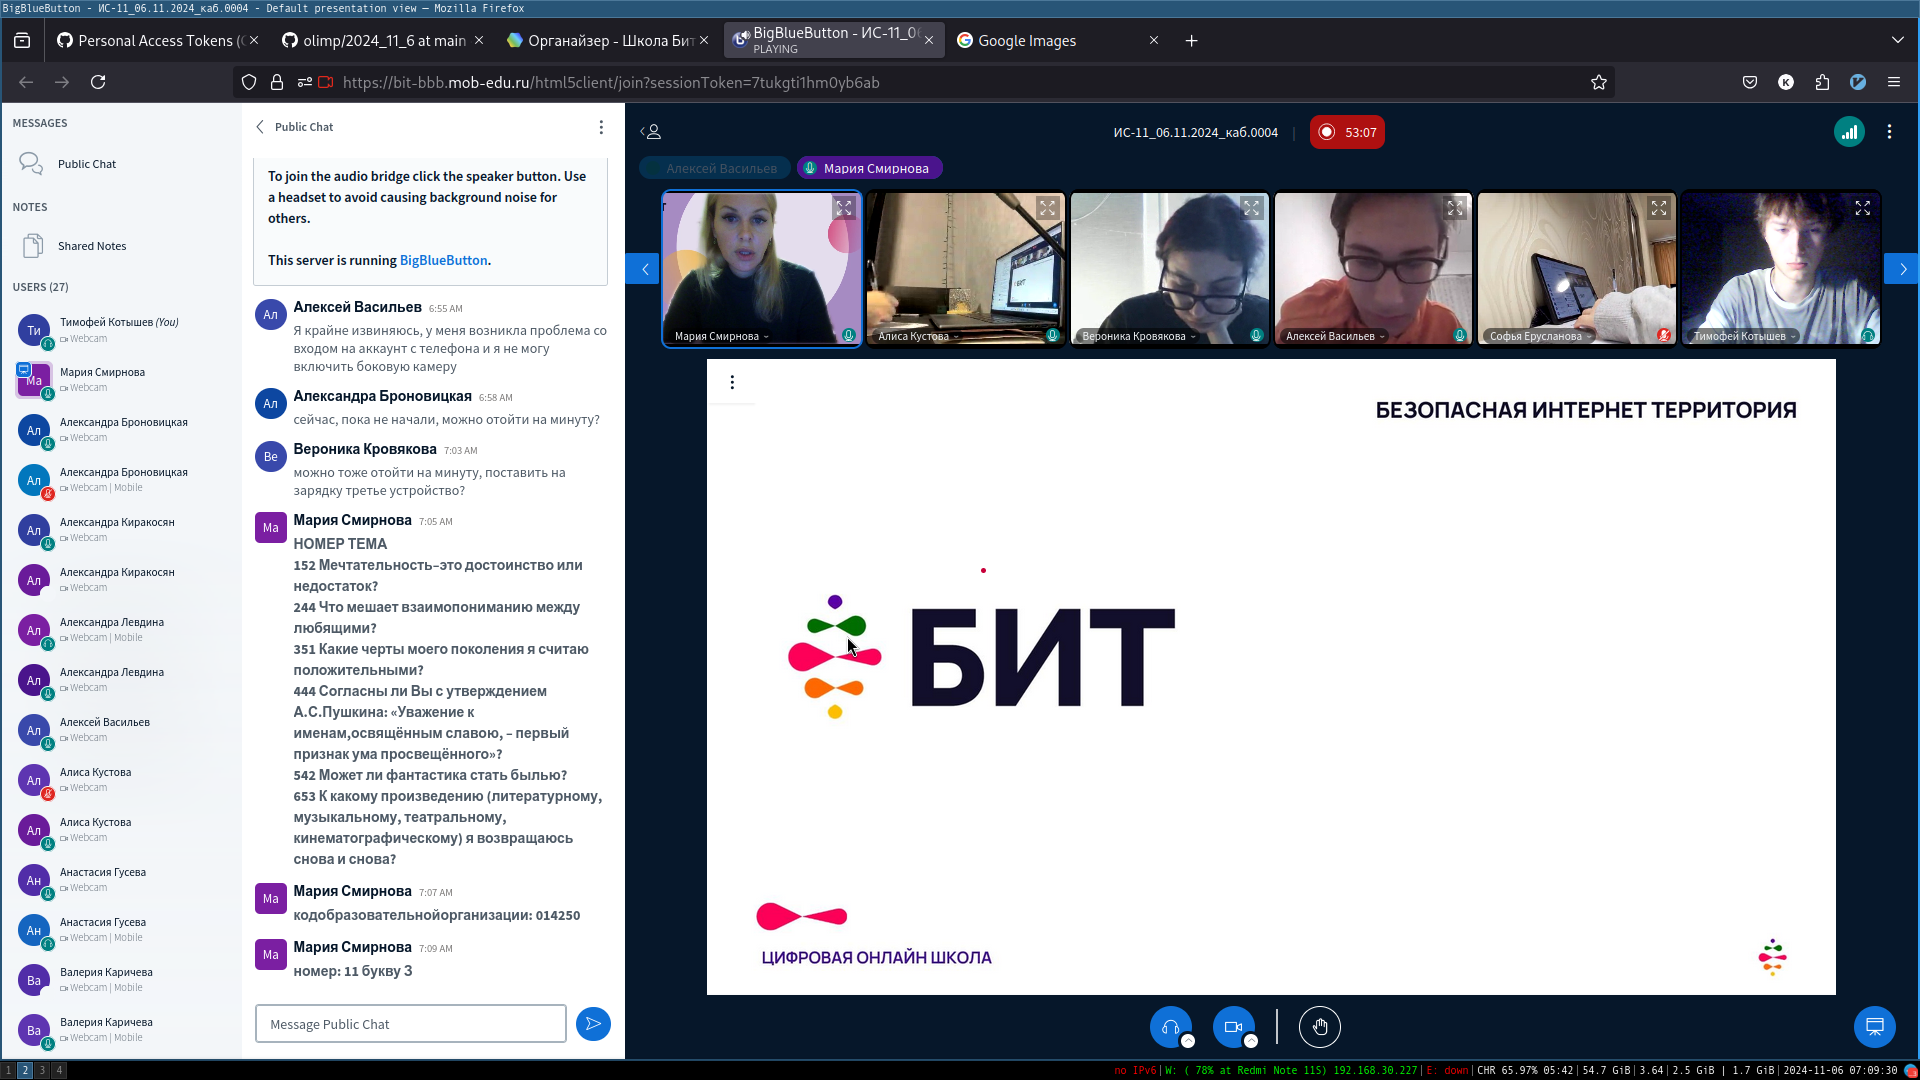 BigBlueButton - ИС-11_06.11.2024_каб.0004 - Default presentation view — Mozilla Firefox
Personal Access Tokens (
olimp/2024_11_6 at main
Органайзер - Школа Бит
BigBlueButton - ИС-11_06
PLAYING
Google Images
https://bit-bbb.mob-edu.ru/html5client/join?sessionToken=7tukgti1hm0yb6ab
MESSAGES
Public Chat
NOTES
Shared Notes
USERS (27)
Ти
Тимофей Котышев (You)
Webcam
Ма
Мария Смирнова
Webcam
Ал
Александра Броновицкая
Webcam
Ал
Александра Броновицкая
Webcam | Mobile
Ал
Александра Киракосян
Webcam
Ал
Александра Киракосян
Webcam
Ал
Александра Левдина
Webcam | Mobile
Ал
Александра Левдина
Webcam
Ал
Алексей Васильев
Webcam
Ал
Алиса Кустова
Webcam
Ал
Алиса Кустова
Webcam
Ан
Анастасия Гусева
Webcam
Ан
Анастасия Гусева
Webcam | Mobile
Ва
Валерия Каричева
Webcam | Mobile
Ва
Валерия Каричева
Webcam | Mobile
Public Chat
To join the audio bridge click the speaker button. Use
a headset to avoid causing background noise for
others.
This server is running BigBlueButton.
Ал
Алексей Васильев 6:55 AM
Я крайне извиняюсь, у меня возникла проблема со
входом на аккаунт с телефона и я не могу
включить боковую камеру
Ал
Александра Броновицкая 6:58 AM
сейчас, пока не начали, можно отойти на минуту?
Ве
Вероника Кровякова 7:03 AM
можно тоже отойти на минуту, поставить на
зарядку третье устройство?
Ма
Мария Смирнова 7:05 AM
НОМЕР ТЕМА
152 Мечтательность–это достоинство или
недостаток?
244 Что мешает взаимопониманию между
любящими?
351 Какие черты моего поколения я считаю
положительными?
444 Согласны ли Вы с утверждением
А.С.Пушкина: «Уважение к
именам,освящённым славою, – первый
признак ума просвещённого»?
542 Может ли фантастика стать былью?
653 К какому произведению (литературному,
музыкальному, театральному,
кинематографическому) я возвращаюсь
снова и снова?
Ма
Мария Смирнова 7:07 AM
кодобразовательнойорганизации: 014250
Ма
Мария Смирнова 7:09 AM
номер: 11 букву З
Message Public Chat
ИС-11_06.11.2024_каб.0004
53:07
Алексей Васильев
Мария Смирнова
Мария Смирнова
Алиса Кустова
Вероника Кровякова
Алексей Васильев
Софья Ерусланова
Тимофей Котышев
БЕЗОПАСНАЯ ИНТЕРНЕТ ТЕРРИТОРИЯ
БИТ
ЦИФРОВАЯ ОНЛАЙН ШКОЛА
1 2 3 4
no IPv6|W: ( 78% at Redmi Note 11S) 192.168.30.227|E: down|CHR 65.97% 05:42|54.7 GiB|3.64|2.5 GiB | 1.7 GiB|2024-11-06 07:09:30